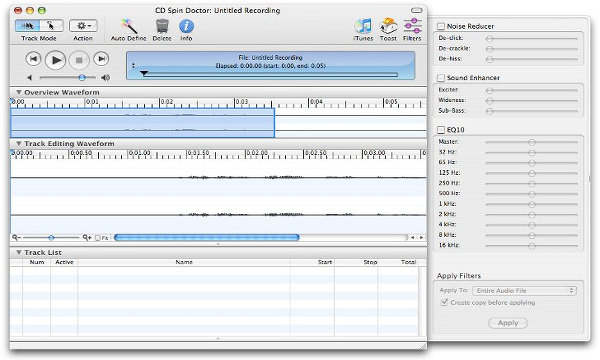 CD Spin Doctor: Untitled Recording
Track Mode Action Auto Define Delete Info iTunes Toast Filters
File: Untitled Recording
Elapsed: 0:00.00 (start: 0:00, end: 0:05)
Overview Waveform
0:00 0:01 0:02 0:03 0:04 0:05
Track Editing Waveform
0:00.00 0:00.50 0:01.00 0:01.50 0:02.00 0:02.50 0:03.00
Fit
Track List
Num Active Name Start Stop Total
Noise Reducer
De-click:
De-crackle:
De-hiss:
Sound Enhancer
Exciter:
Wideness:
Sub-Bass:
EQ10
Master:
32 Hz:
65 Hz:
125 Hz:
250 Hz:
500 Hz:
1 kHz:
2 kHz:
4 kHz:
8 kHz:
16 kHz:
Apply Filters
Apply To: Entire Audio File
Create copy before applying
Apply